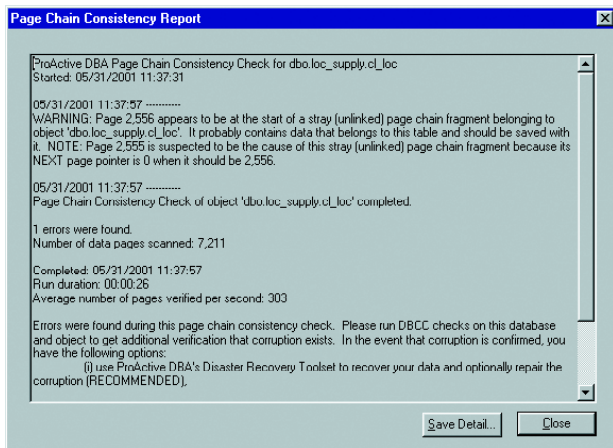 Page Chain Consistency Report
ProActive DBA Page Chain Consistency Check for dbo.loc_supply.cl_loc
Started: 05/31/2001 11:37:31
05/31/2001 11:37:57 ----------
WARNING: Page 2,556 appears to be at the start of a stray (unlinked) page chain fragment belonging to
object 'dbo.loc_supply.cl_loc'. It probably contains data that belongs to this table and should be saved with
it. NOTE: Page 2,555 is suspected to be the cause of this stray (unlinked) page chain fragment because its
NEXT page pointer is 0 when it should be 2,556.
05/31/2001 11:37:57 ----------
Page Chain Consistency Check of object 'dbo.loc_supply.cl_loc' completed.
1 errors were found.
Number of data pages scanned: 7,211
Completed: 05/31/2001 11:37:57
Run duration: 00:00:26
Average number of pages verified per second: 303
Errors were found during this page chain consistency check. Please run DBCC checks on this database
and object to get additional verification that corruption exists. In the event that corruption is confirmed, you
have the following options:
(i) use ProActive DBA's Disaster Recovery Toolset to recover your data and optionally repair the
corruption (RECOMMENDED),
Save Detail... Close